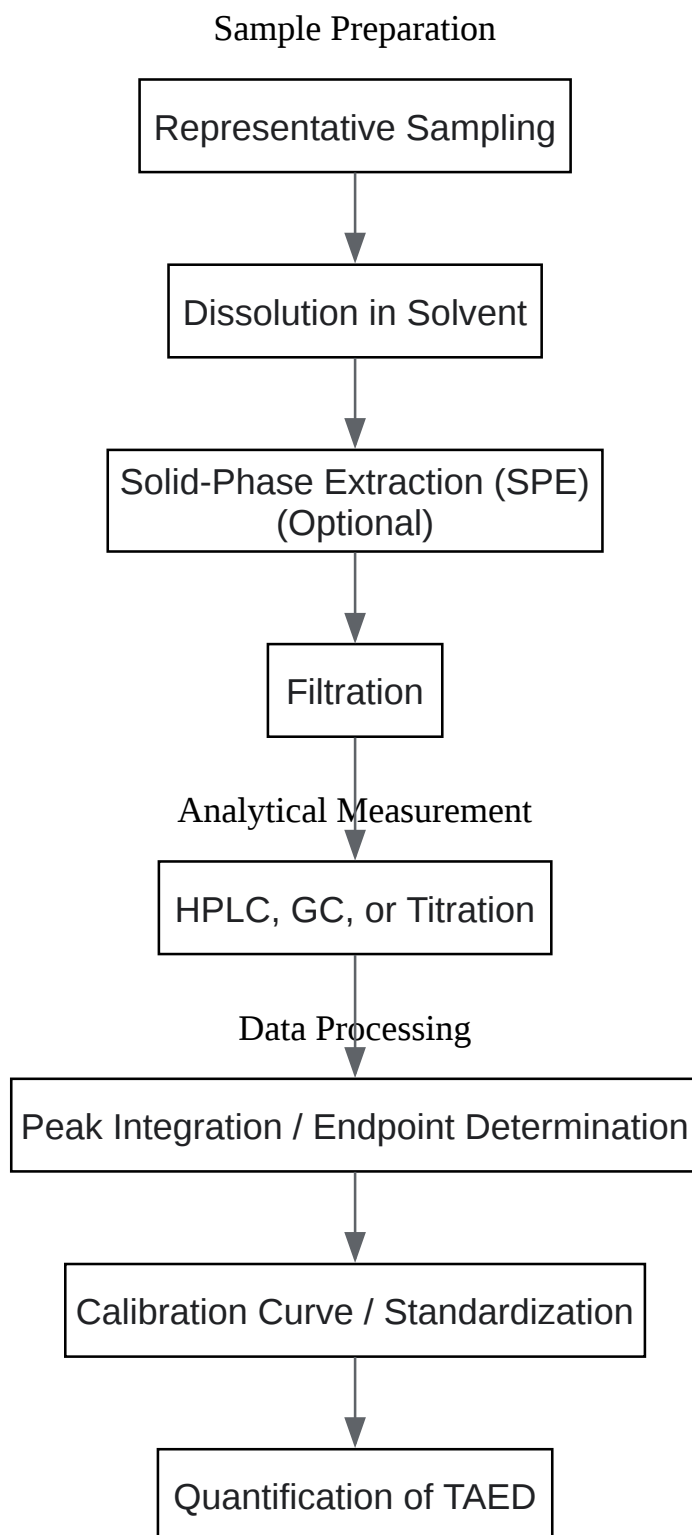 Sample Preparation
Representative Sampling
Dissolution in Solvent
Solid-Phase Extraction (SPE)
(Optional)
Filtration
Analytical Measurement
HPLC, GC, or Titration
Data Processing
Peak Integration / Endpoint Determination
Calibration Curve / Standardization
Quantification of TAED